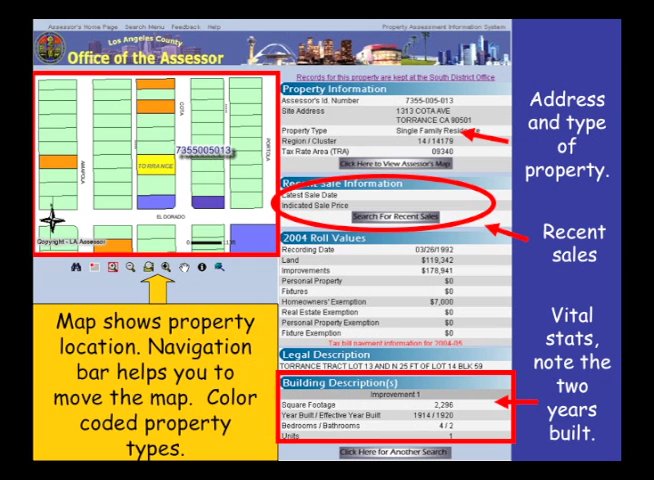 Assessor's Home Page Search Menu Feedback Help
Property Assessment Information System
Los Angeles County
Office of the Assessor
Records for this property are kept at the South District Office
Property Information
Assessor's Id. Number 7355-005-013
Site Address 1313 COTA AVE
TORRANCE CA 90501
Property Type Single Family Residence
Region / Cluster 14 / 14179
Tax Rate Area (TRA) 09340
Click Here to View Assessor's Map
Recent Sale Information
Latest Sale Date
Indicated Sale Price
Search For Recent Sales
2004 Roll Values
Recording Date 03/26/1992
Land $119,342
Improvements $178,941
Personal Property $0
Fixtures $0
Homeowners' Exemption $7,000
Real Estate Exemption $0
Personal Property Exemption $0
Fixture Exemption $0
Tax bill payment information for 2004-05
Legal Description
TORRANCE TRACT LOT 13 AND N 25 FT OF LOT 14 BLK 59
Building Description(s)
Improvement 1
Square Footage 2,296
Year Built / Effective Year Built 1914 / 1920
Bedrooms / Bathrooms 4 / 2
Units 1
Click Here for Another Search
COTA
PORTOLA
7355005013
TORRANCE
AMAPOLA
EL DORADO
Copyright - LA Assessor
Map shows property
location. Navigation
bar helps you to
move the map. Color
coded property
types.
Address
and type
of
property.
Recent
sales
Vital
stats,
note the
two
years
built.